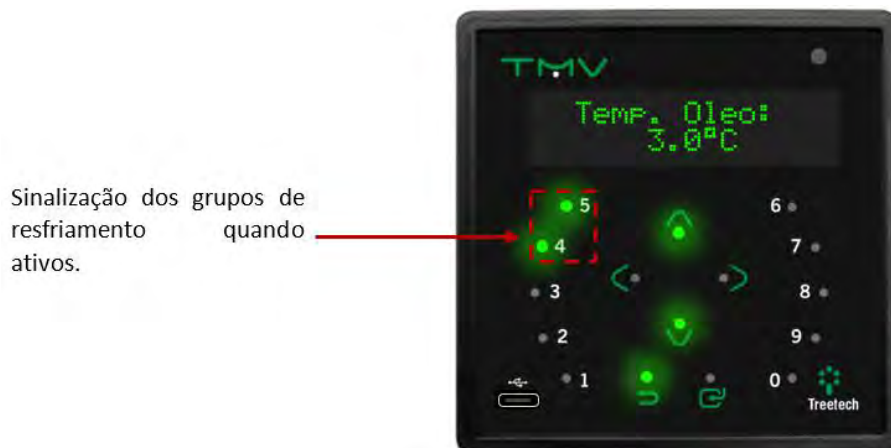 Sinalização dos grupos de
resfriamento quando
ativos.
TMV
Temp. Oleo:
3.0°C
5
6
4
7
3
8
2
9
1
0
Treetech